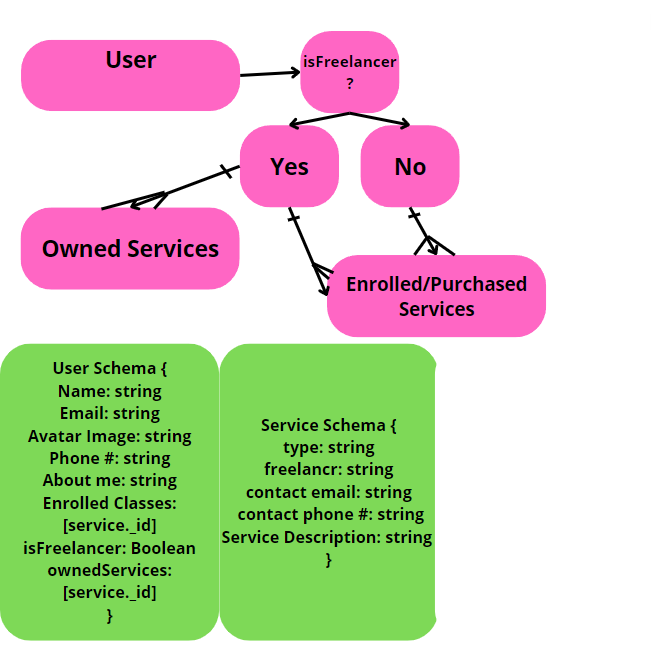 User
isFreelancer
?
Yes
No
Owned Services
Enrolled/Purchased
Services
User Schema {
Name: string
Email: string
Avatar Image: string
Phone #: string
About me: string
Enrolled Classes:
[service._id]
isFreelancer: Boolean
ownedServices:
[service._id]
}
Service Schema {
type: string
freelancr: string
contact email: string
contact phone #: string
Service Description: string
}